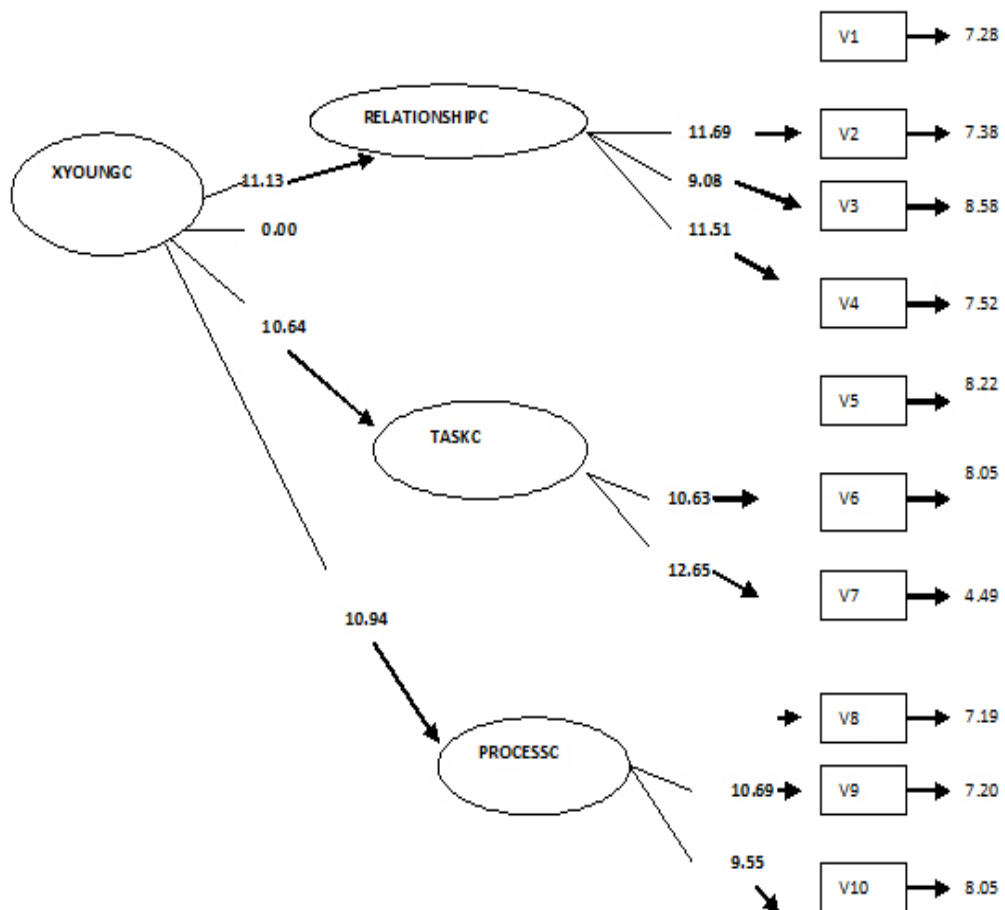 V1 7.28
RELATIONSHIPC
11.69 V2 7.38
XYOUNGC
11.13
9.08 V3 8.58
0.00
11.51
V4 7.52
10.64
8.22
V5
TASKC
8.05
10.63 V6
12.65
V7 4.49
10.94
V8 7.19
PROCESSC
10.69 V9 7.20
9.55
V10 8.05